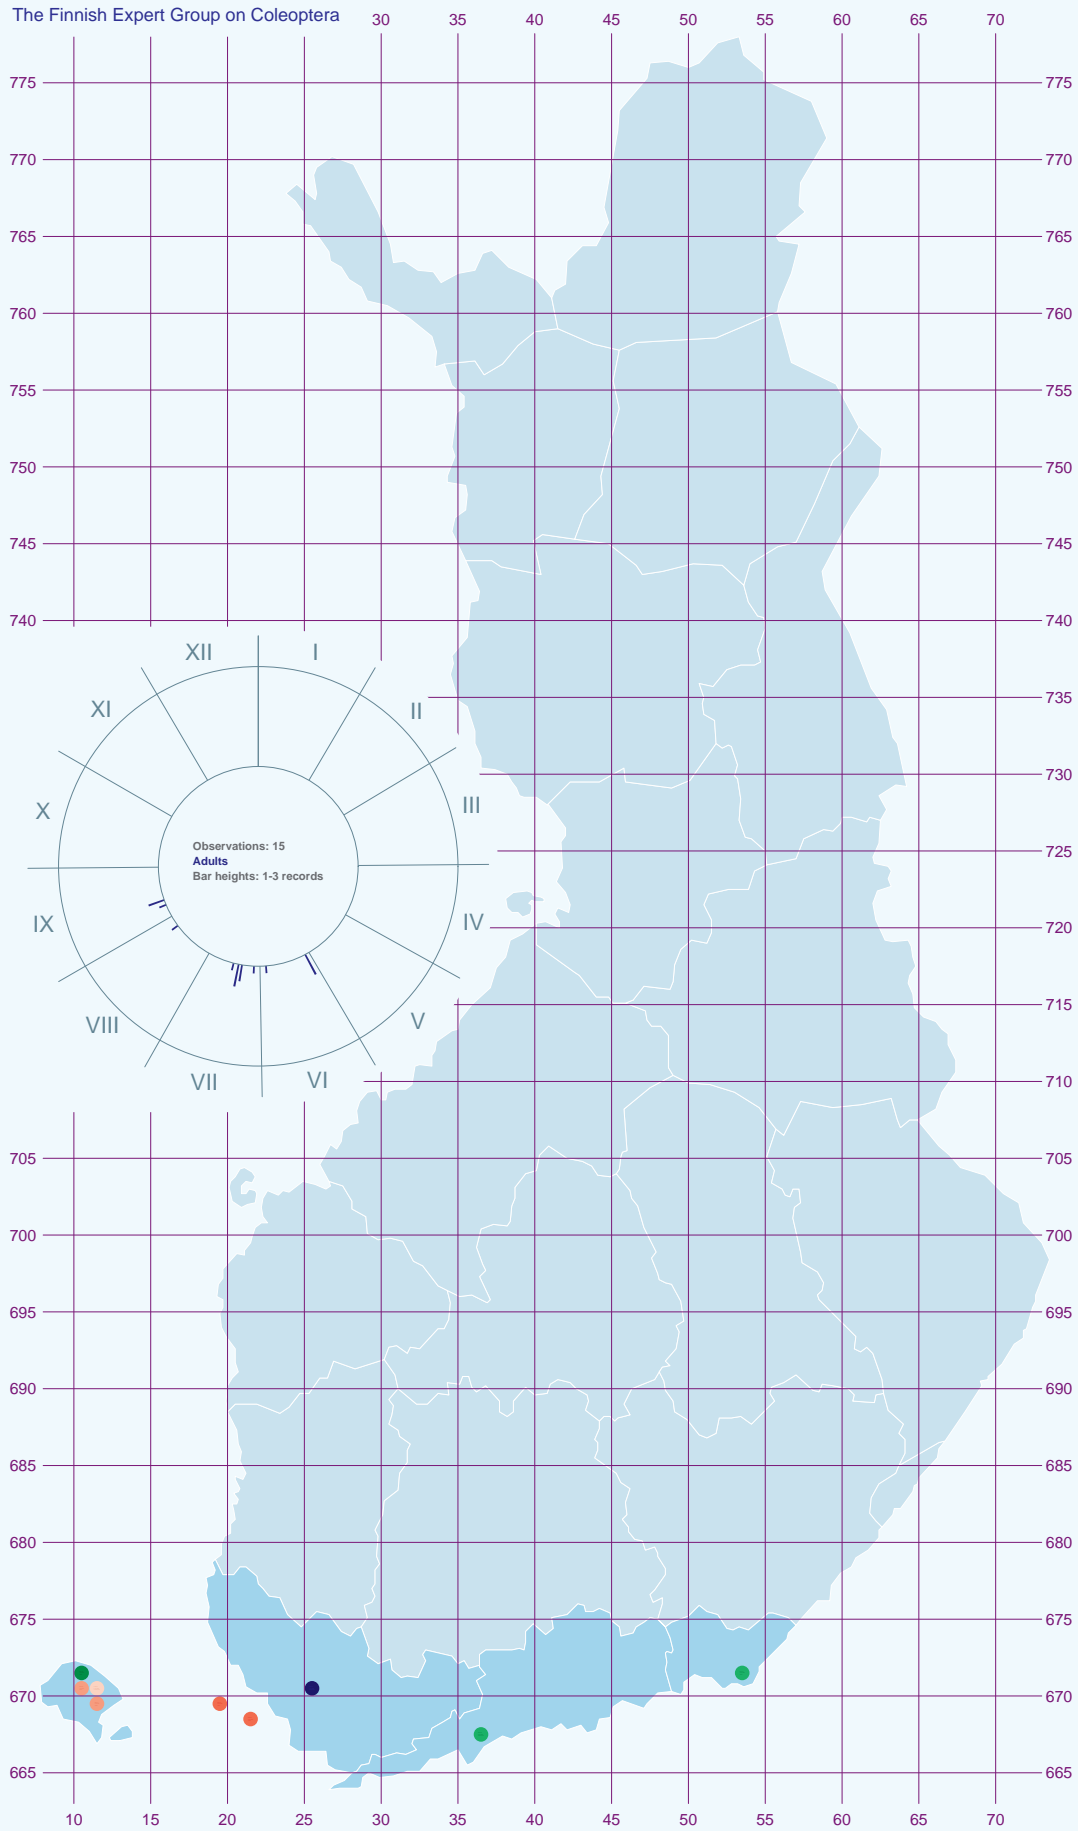 The Finnish Expert Group on Coleoptera
30 35 40 45 50 55 60 65 70
775 775
770 770
765 765
760 760
755 755
750 750
745 745
740 740
XII I
XI II
735
730
X III
Observations: 15
Adults
Bar heights: 1-3 records
725
IX IV 720
715
VIII V
VII VI 710
705 705
700 700
695 695
690 690
685 685
680 680
675 675
670 670
665 665
10 15 20 25 30 35 40 45 50 55 60 65 70